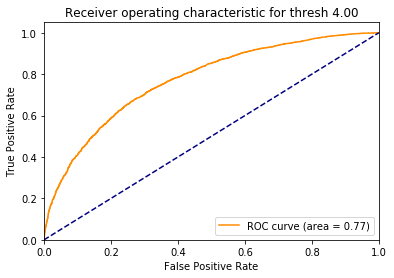 Receiver operating characteristic for thresh 4.00
True Positive Rate
1.0
0.8
0.6
0.4
0.2
0.0
ROC curve (area = 0.77)
0.0 0.2 0.4 0.6 0.8 1.0
False Positive Rate